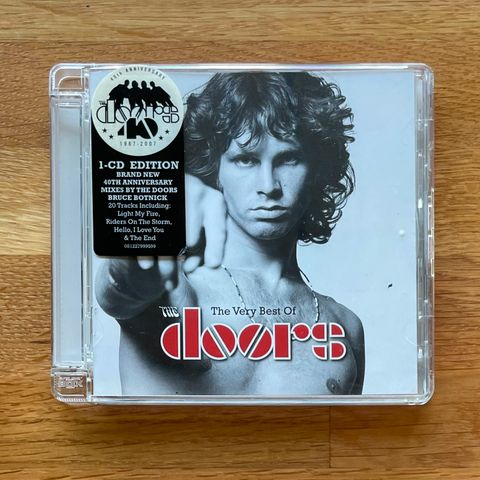 40TH ANNIVERSARY
THE
doors
40
1967-2007
1-CD EDITION
BRAND NEW
40TH ANNIVERSARY
MIXES BY THE DOORS
BRUCE BOTNICK
20 Tracks Including:
Light My Fire,
Riders On The Storm,
Hello, I Love You
& The End
081227999599
The Very Best Of
THE
doors